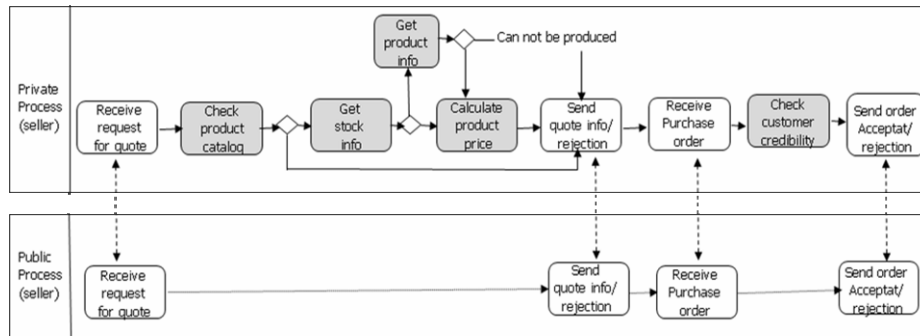 Private
Process
(seller)
Receive
request
for quote
Check
product
catalog
Get
stock
info
Get
product
info
Can not be produced
Calculate
product
price
Send
quote info/
rejection
Receive
Purchase
order
Check
customer
credibility
Send order
Acceptat/
rejection
Public
Process
(seller)
Receive
request
for quote
Send
quote info/
rejection
Receive
Purchase
order
Send order
Acceptat/
rejection